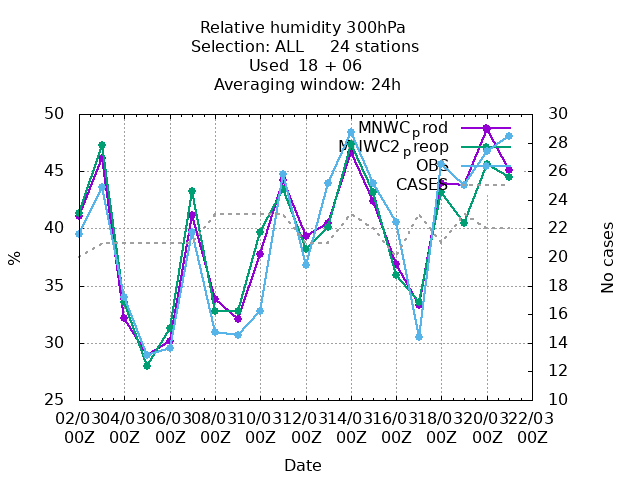 Relative humidity 300hPa
Selection: ALL 24 stations
Used 18 + 06
Averaging window: 24h
MNWC_prod
MNWC2_preop
OBS
CASES
50
45
40
35
30
25
%
30
28
26
24
22
20
18
16
14
12
10
No cases
02/03 04/03 06/03 08/03 10/03 12/03 14/03 16/03 18/03 20/03 22/03
00Z 00Z 00Z 00Z 00Z 00Z 00Z 00Z 00Z 00Z 00Z
Date